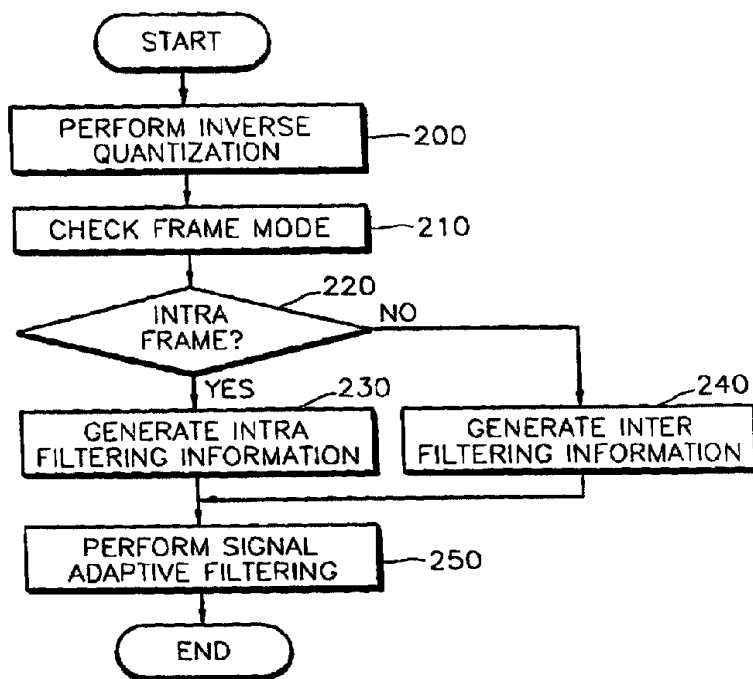 START
PERFORM INVERSE
QUANTIZATION
200
CHECK FRAME MODE
210
220
INTRA
FRAME?
NO
YES
230
GENERATE INTRA
FILTERING INFORMATION
240
GENERATE INTER
FILTERING INFORMATION
PERFORM SIGNAL
ADAPTIVE FILTERING
250
END